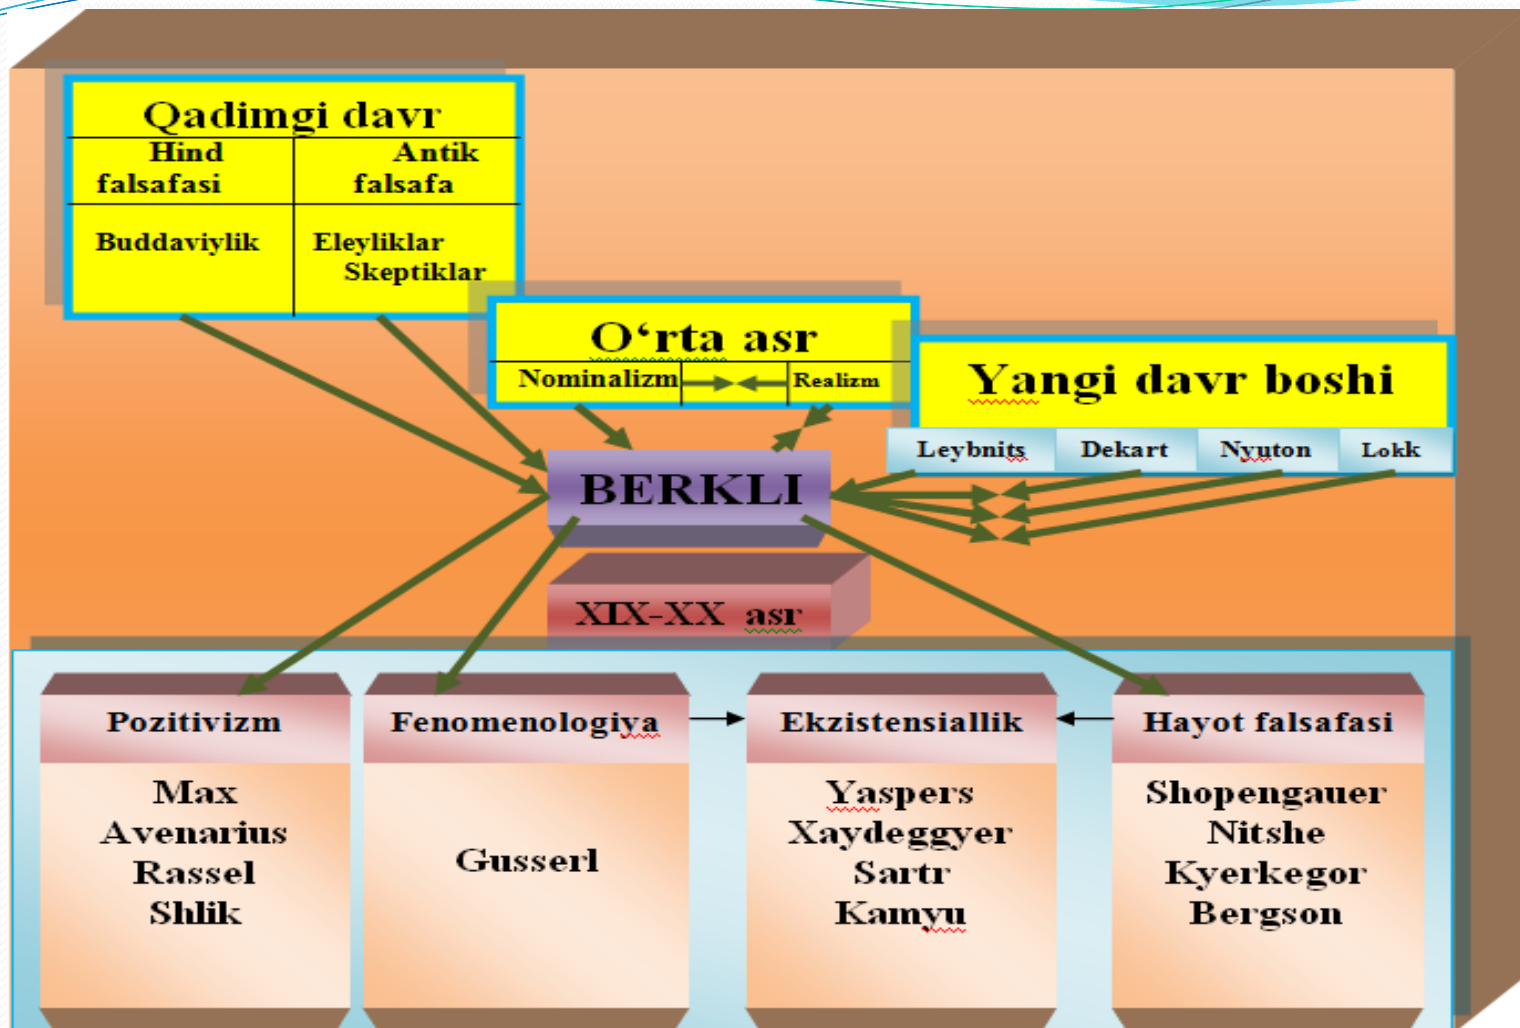 Qadimgi davr
Hind falsafasi
Antik falsafa
Buddaviylik
Eleyliklar
Skeptiklar
O‘rta asr
Nominalizm
Realizm
Yangi davr boshi
Leybnits
Dekart
Nyuton
Lokk
BERKLI
XIX-XX asr
Pozitivizm
Max
Avenarius
Rassel
Shlik
Fenomenologiya
Gusserl
Ekzistensiallik
Yaspers
Xaydeggyer
Sartr
Kamyu
Hayot falsafasi
Shopengauer
Nitshe
Kyerkegor
Bergson